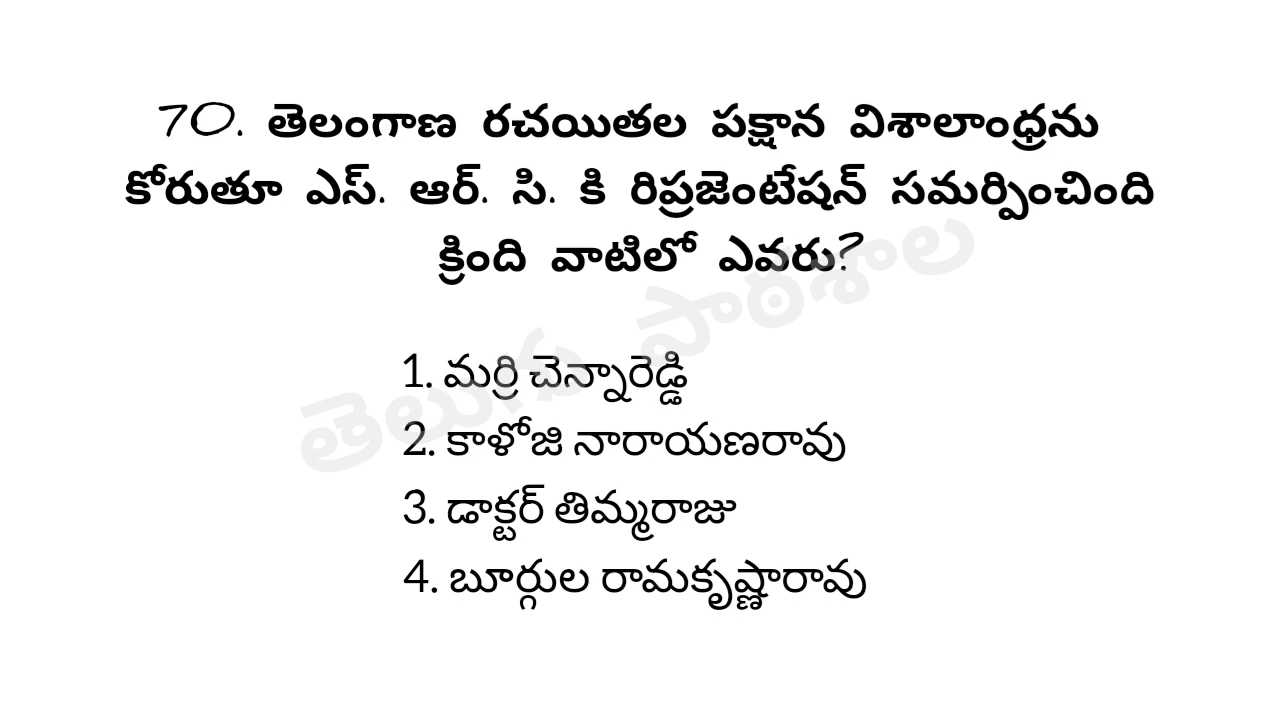 70. తెలంగాణ రచయితల పక్షాన విశాలాంధ్రను
కోరుతూ ఎస్. ఆర్. సి. కి రిప్రజెంటేషన్ సమర్పించింది
క్రింది వాటిలో ఎవరు?
తెలుగు పాఠశాల
1. మర్రి చెన్నారెడ్డి
2. కాళోజి నారాయణరావు
3. డాక్టర్ తిమ్మరాజు
4. బూర్గుల రామకృష్ణారావు